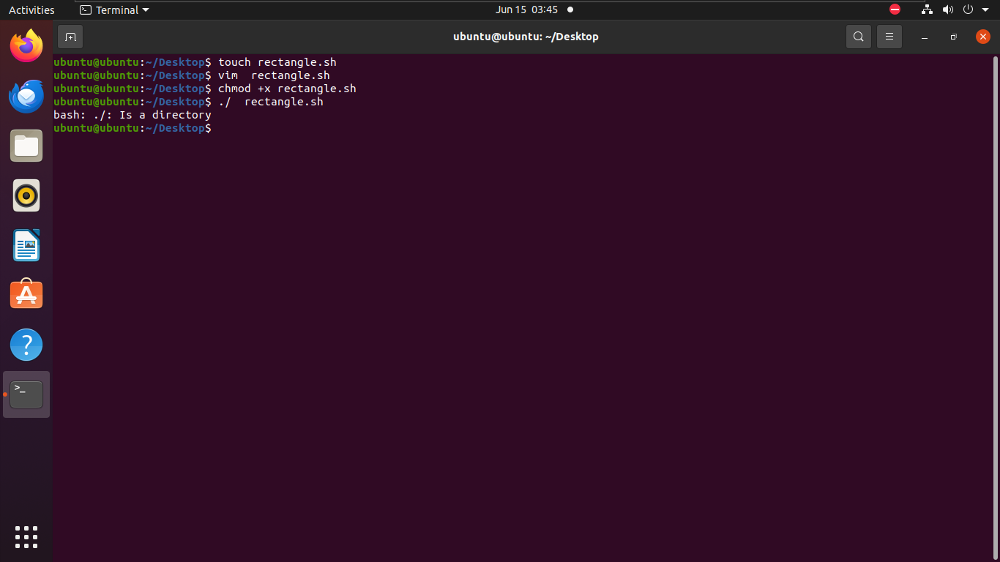 Activities Terminal Jun 15 03:45
ubuntu@ubuntu: ~/Desktop
ubuntu@ubuntu:~/Desktop$ touch rectangle.sh
ubuntu@ubuntu:~/Desktop$ vim  rectangle.sh
ubuntu@ubuntu:~/Desktop$ chmod +x rectangle.sh
ubuntu@ubuntu:~/Desktop$ ./  rectangle.sh
bash: ./: Is a directory
ubuntu@ubuntu:~/Desktop$